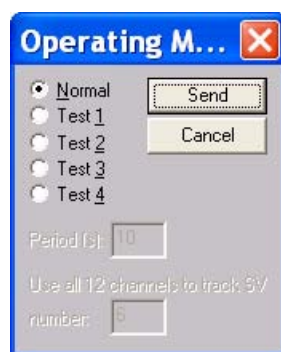 Operating M...
Normal
Send
Test 1
Cancel
Test 2
Test 3
Test 4
Period (s): 10
Use all 12 channels to track SV
number: 6